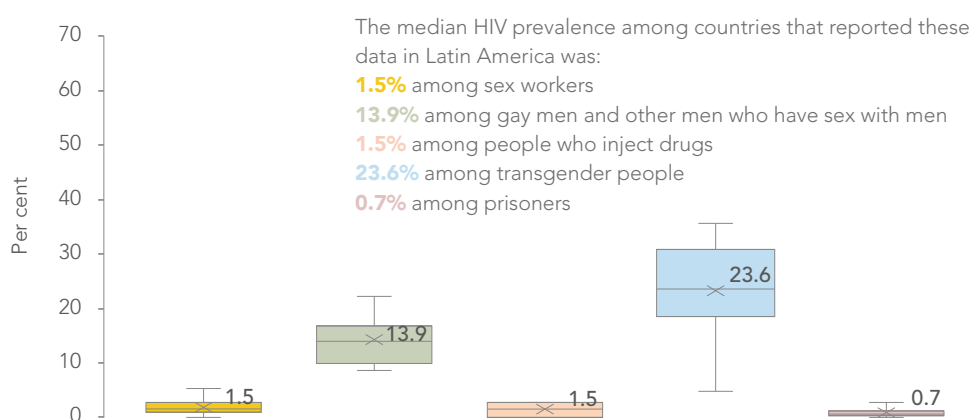 The median HIV prevalence among countries that reported these
data in Latin America was:
1.5% among sex workers
13.9% among gay men and other men who have sex with men
1.5% among people who inject drugs
23.6% among transgender people
0.7% among prisoners
Per cent
70
60
50
40
30
20
10
0
1.5
13.9
1.5
23.6
0.7